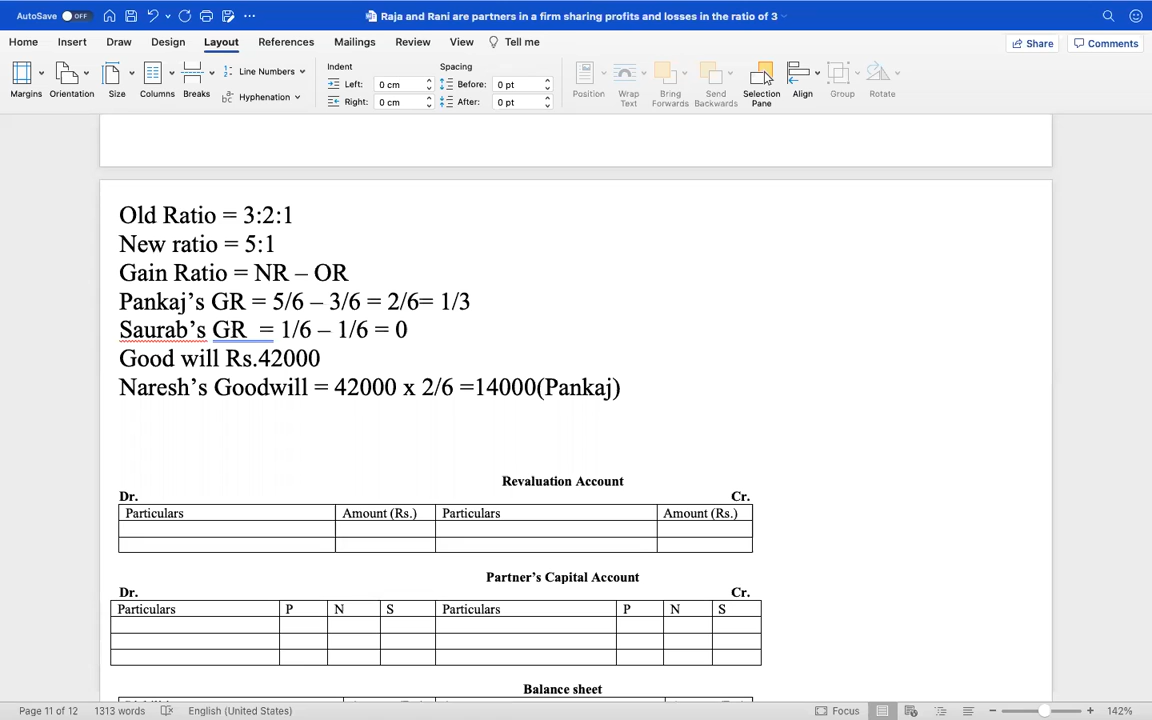 AutoSave OFF ... Raja and Rani are partners in a firm sharing profits and losses in the ratio of 3
Home Insert Draw Design Layout References Mailings Review View Tell me Share Comments
Margins Orientation Size Columns Breaks Line Numbers Hyphenation Indent Left: 0 cm Right: 0 cm Spacing Before: 0 pt After: 0 pt Position Wrap Text Bring Forwards Send Backwards Selection Pane Align Group Rotate
Old Ratio = 3:2:1
New ratio = 5:1
Gain Ratio = NR – OR
Pankaj’s GR = 5/6 – 3/6 = 2/6= 1/3
Saurab’s GR = 1/6 – 1/6 = 0
Good will Rs.42000
Naresh’s Goodwill = 42000 x 2/6 =14000(Pankaj)
Revaluation Account
Dr. Cr.
Particulars Amount (Rs.) Particulars Amount (Rs.)
Partner’s Capital Account
Dr. Cr.
Particulars P N S Particulars P N S
Balance sheet
Page 11 of 12 1313 words English (United States) Focus 142%